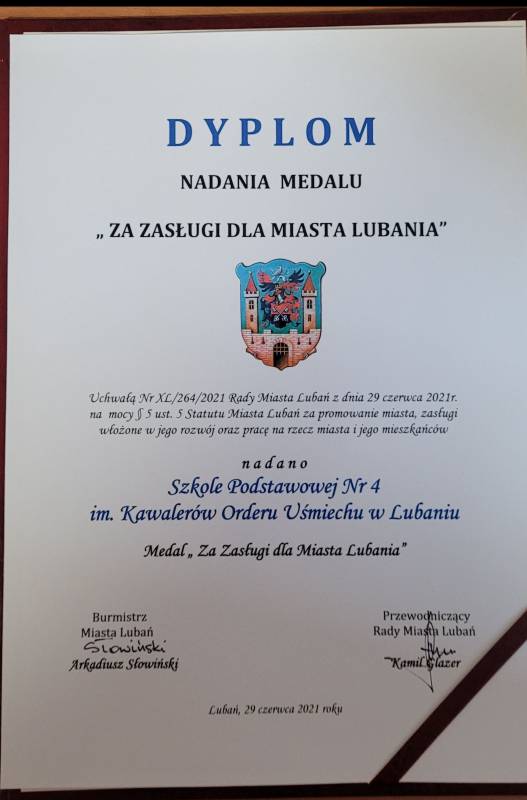 DYPLOM
NADANIA MEDALU
„ ZA ZASŁUGI DLA MIASTA LUBANIA”
Uchwałą Nr XL/264/2021 Rady Miasta Lubań z dnia 29 czerwca 2021r.
na mocy § 5 ust. 5 Statutu Miasta Lubań za promowanie miasta, zasługi
włożone w jego rozwój oraz pracę na rzecz miasta i jego mieszkańców
n a d a n o
Szkole Podstawowej Nr 4
im. Kawalerów Orderu Uśmiechu w Lubaniu
Medal „ Za Zasługi dla Miasta Lubania”
Burmistrz
Miasta Lubań
Słowiński
Arkadiusz Słowiński
Przewodniczący
Rady Miasta Lubań
Kamil Glazer
Lubań, 29 czerwca 2021 roku